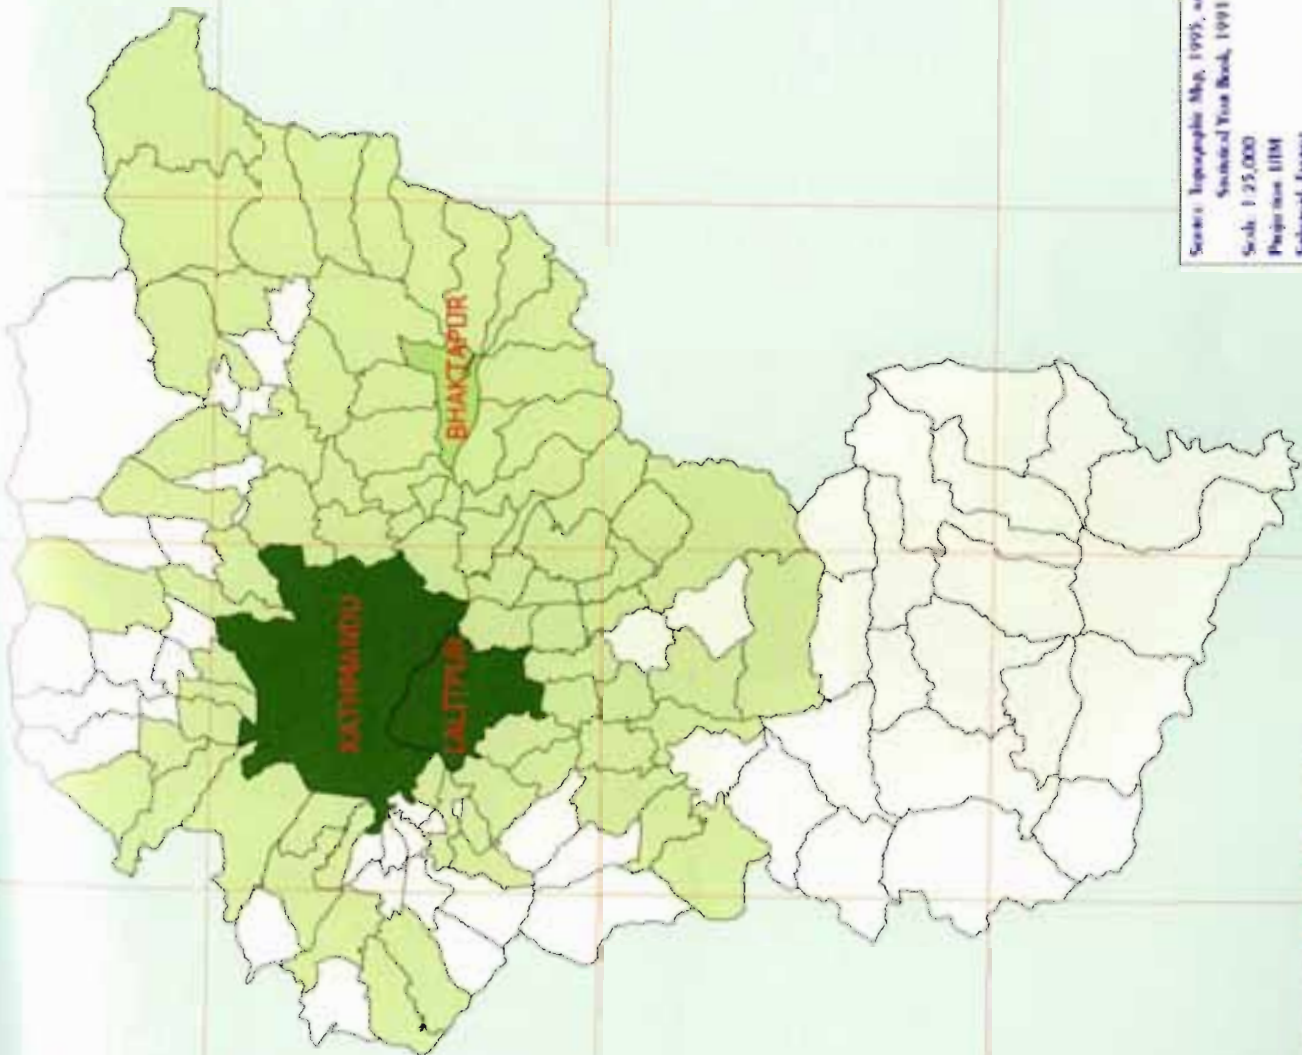 BHAKTAPUR
KATHMANDU
LALITPUR
Source: Topographic Map, 1995,
Statistical Year Book, 1991
Scale 1:25,000
Projection UTM